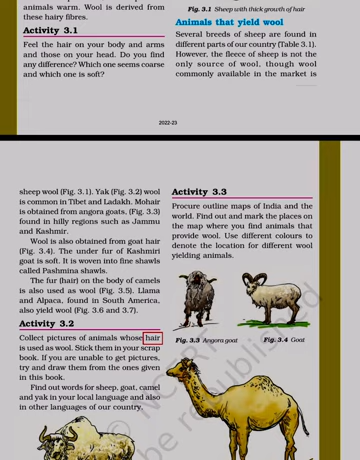 animals warm. Wool is derived from
these hairy fibres.
Activity 3.1
Feel the hair on your body and arms
and those on your head. Do you find
any difference? Which one seems coarse
and which one is soft?
Fig. 3.1 Sheep with thick growth of hair
Animals that yield wool
Several breeds of sheep are found in
different parts of our country (Table 3.1).
However, the fleece of sheep is not the
only source of wool, though wool
commonly available in the market is
2022-23
sheep wool (Fig. 3.1). Yak (Fig. 3.2) wool
is common in Tibet and Ladakh. Mohair
is obtained from angora goats, (Fig. 3.3)
found in hilly regions such as Jammu
and Kashmir.
Wool is also obtained from goat hair
(Fig. 3.4). The under fur of Kashmiri
goat is soft. It is woven into fine shawls
called Pashmina shawls.
The fur (hair) on the body of camels
is also used as wool (Fig. 3.5). Llama
and Alpaca, found in South America,
also yield wool (Fig. 3.6 and 3.7).
Activity 3.2
Collect pictures of animals whose hair
is used as wool. Stick them in your scrap
book. If you are unable to get pictures,
try and draw them from the ones given
in this book.
Find out words for sheep, goat, camel
and yak in your local language and also
in other languages of our country.
Activity 3.3
Procure outline maps of India and the
world. Find out and mark the places on
the map where you find animals that
provide wool. Use different colours to
denote the location for different wool
yielding animals.
Fig. 3.3 Angora goat
Fig. 3.4 Goat
be republished